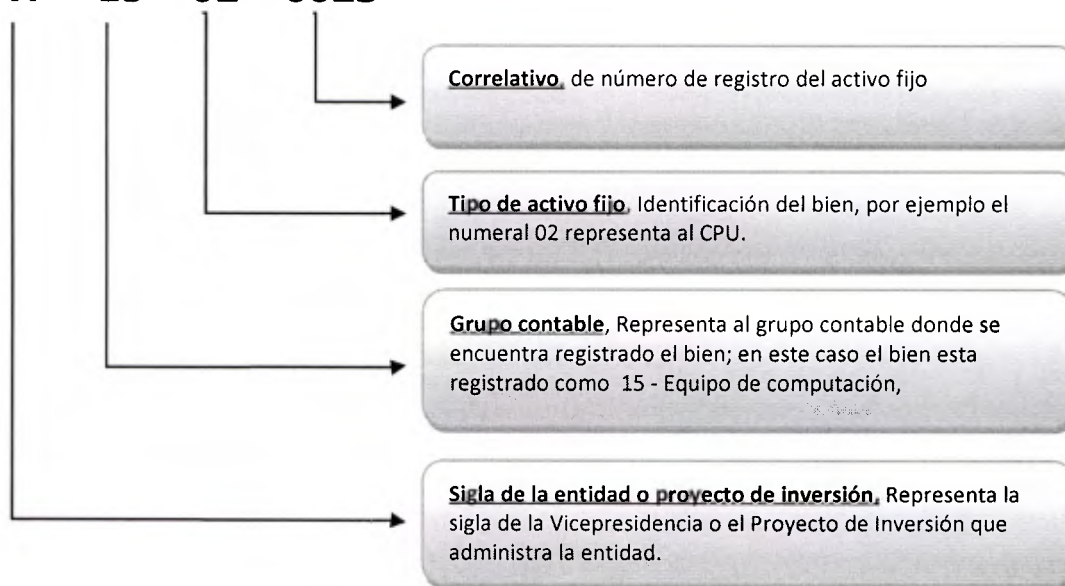 Correlativo, de número de registro del activo fijo
Tipo de activo fijo, Identificación del bien, por ejemplo el
numeral 02 representa al CPU.
Grupo contable, Representa al grupo contable donde se
encuentra registrado el bien; en este caso el bien esta
registrado como 15 - Equipo de computación,
Sigla de la entidad o proyecto de inversión, Representa la
sigla de la Vicepresidencia o el Proyecto de Inversión que
administra la entidad.